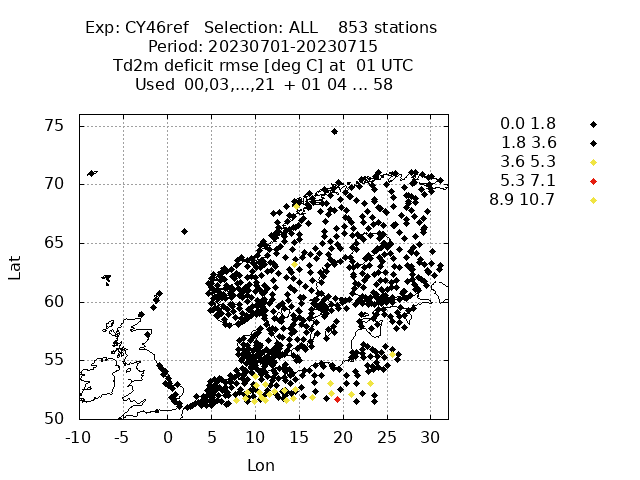 Exp: CY46ref   Selection: ALL    853 stations
Period: 20230701-20230715
Td2m deficit rmse [deg C] at  01 UTC
Used  00,03,...,21  + 01 04 ... 58
0.0 1.8
1.8 3.6
3.6 5.3
5.3 7.1
8.9 10.7
75
70
65
60
55
50
Lat
-10 -5 0 5 10 15 20 25 30
Lon